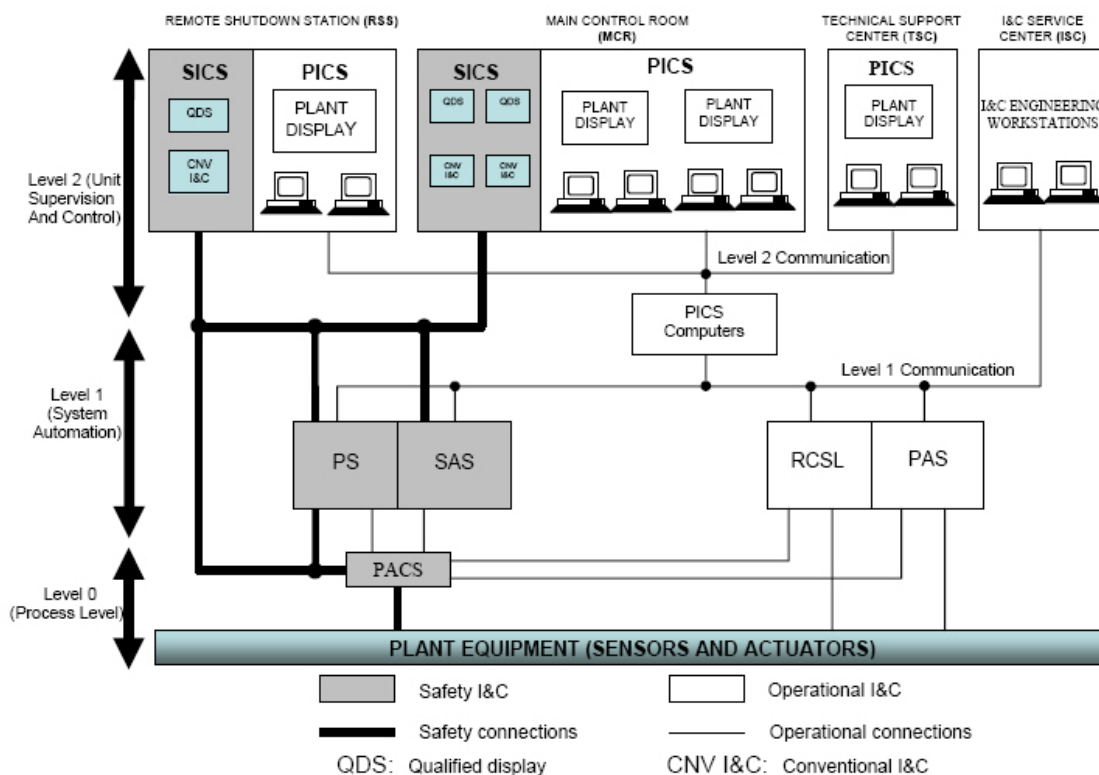 REMOTE SHUTDOWN STATION (RSS)
MAIN CONTROL ROOM
(MCR)
TECHNICAL SUPPORT
CENTER (TSC)
I&C SERVICE
CENTER (ISC)
SICS
QDS
CNV
I&C
PICS
PLANT
DISPLAY
SICS
QDS
QDS
CNV
I&C
CNV
I&C
PICS
PLANT
DISPLAY
PLANT
DISPLAY
PICS
PLANT
DISPLAY
I&C ENGINEERING
WORKSTATIONS
Level 2 (Unit
Supervision
And Control)
Level 2 Communication
PICS
Computers
Level 1
(System
Automation)
Level 1 Communication
PS
SAS
RCSL
PAS
Level 0
(Process Level)
PACS
PLANT EQUIPMENT (SENSORS AND ACTUATORS)
Safety I&C
Operational I&C
Safety connections
Operational connections
QDS: Qualified display
CNV I&C: Conventional I&C